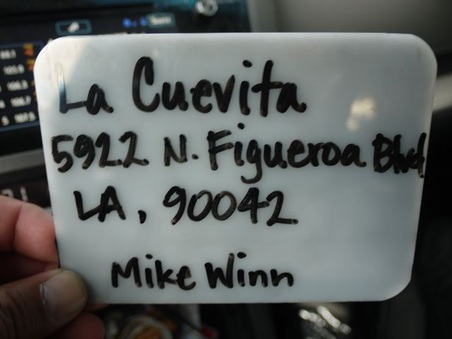 La Cuevita
5922 N. Figueroa Blvd
LA, 90042
Mike Winn